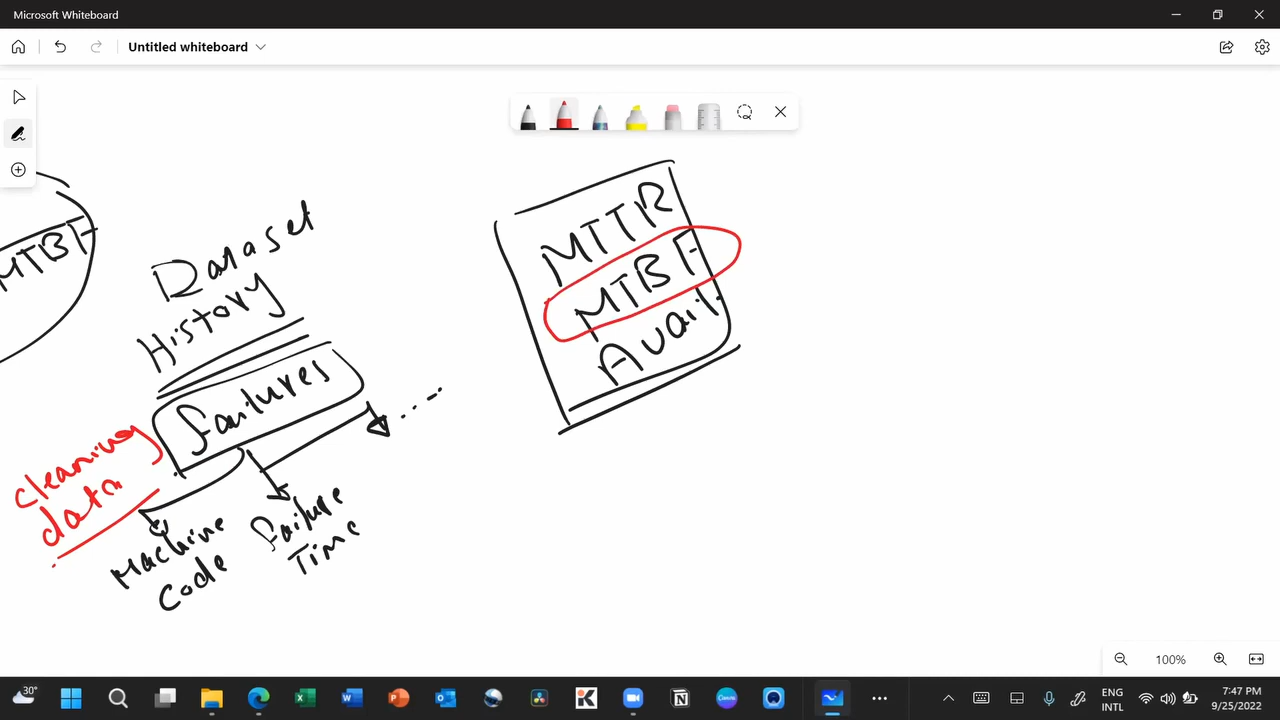 Microsoft Whiteboard
Untitled whiteboard
MTBF
Dataset
History
Failures
cleaning
data
Machine
Code
Failure
Time
MTTR
MTBF
Avail.
100%
30°
ENG
INTL
7:47 PM
9/25/2022